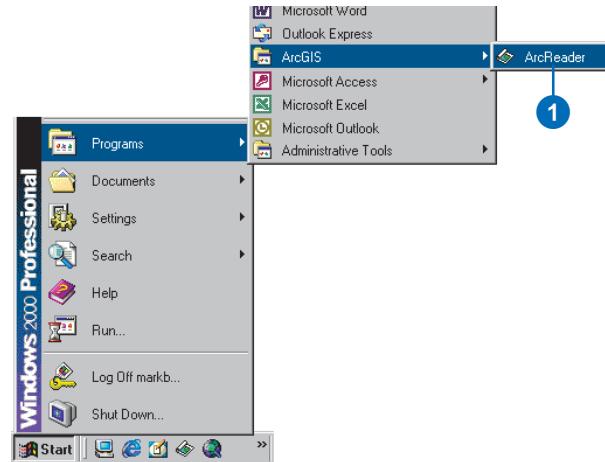 Microsoft Word
Outlook Express
ArcGIS
ArcReader
Microsoft Access
Microsoft Excel
Microsoft Outlook
Administrative Tools
1
Programs
Documents
Settings
Search
Help
Run...
Log Off markb...
Shut Down...
Windows 2000 Professional
Start
»